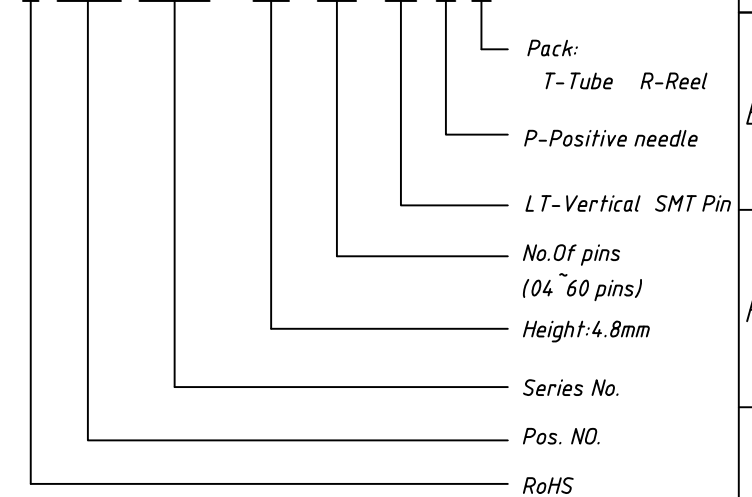 Pack:
T-Tube R-Reel
P-Positive needle
LT-Vertical SMT Pin
No.Of pins
(04~60 pins)
Height:4.8mm
Series No.
Pos. NO.
RoHS